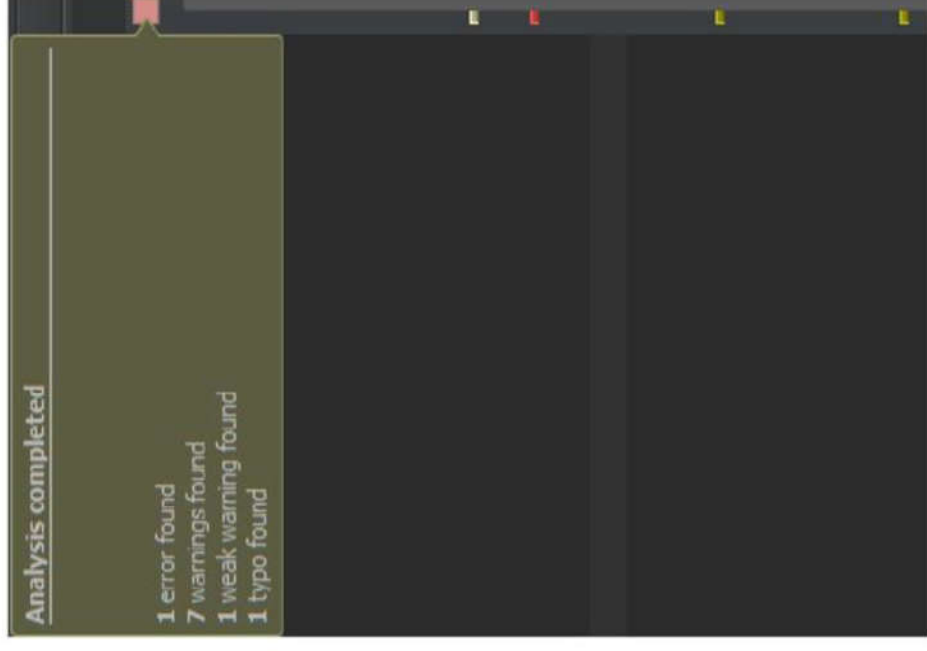 Analysis completed
1 error found
7 warnings found
1 weak warning found
1 typo found